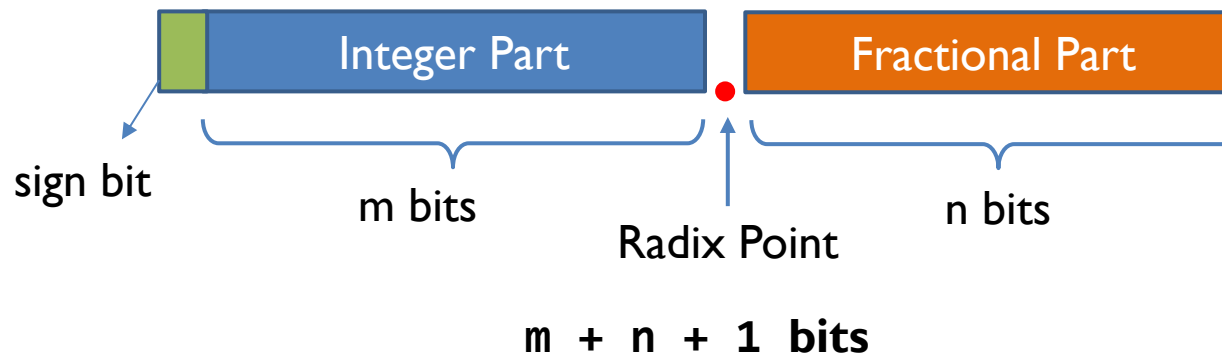 Integer Part
Fractional Part
sign bit
m bits
n bits
Radix Point
m + n + 1 bits